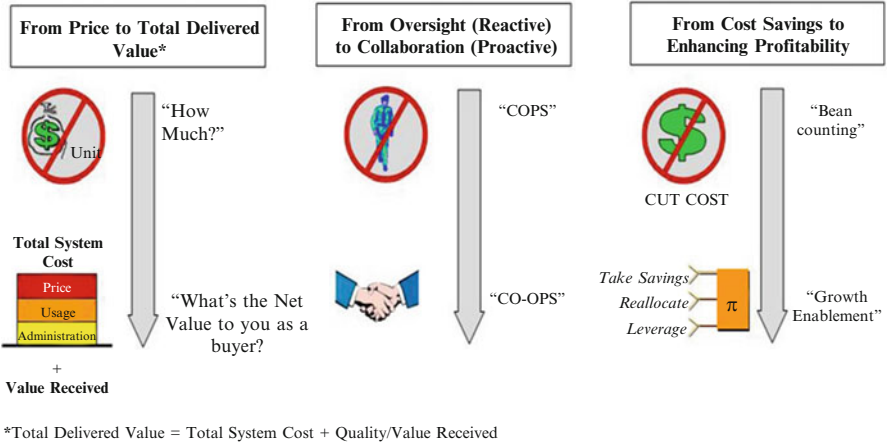 From Price to Total Delivered
Value*
"How
Much?"
$/Unit
Total System
Cost
Price
Usage
Administration
+
Value Received
"What's the Net
Value to you as a
buyer?
From Oversight (Reactive)
to Collaboration (Proactive)
"COPS"
"CO-OPS"
From Cost Savings to
Enhancing Profitability
$
CUT COST
"Bean
counting"
Take Savings
Reallocate
Leverage
π
"Growth
Enablement"
*Total Delivered Value = Total System Cost + Quality/Value Received